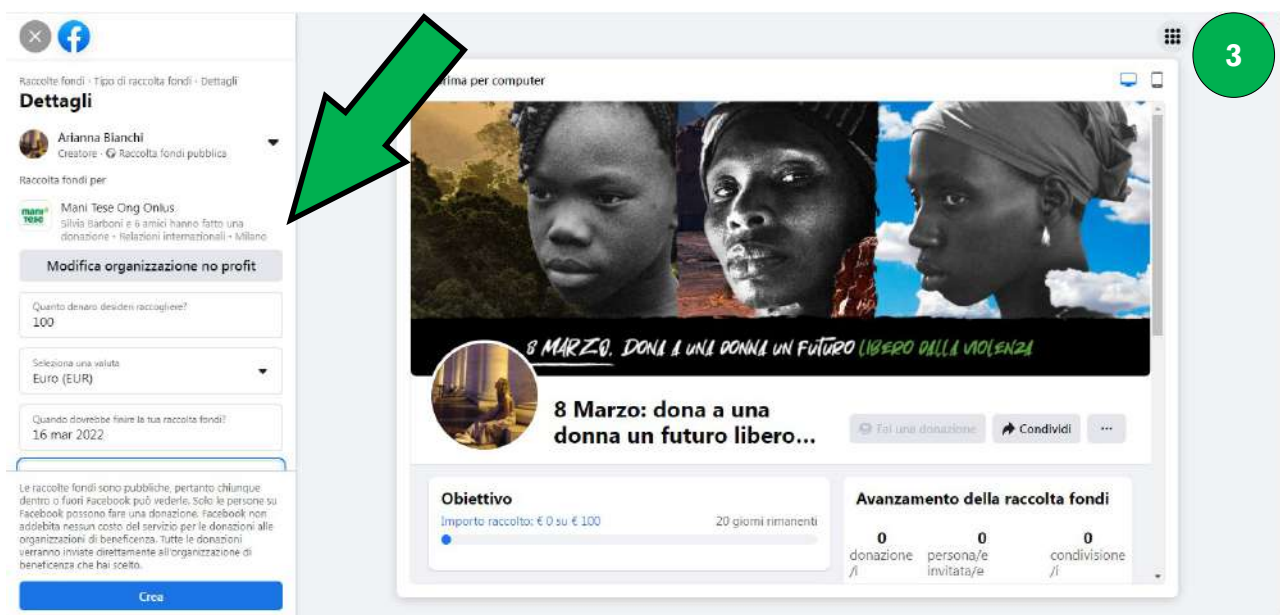 3
Raccolte fondi · Tipo di raccolta fondi · Dettagli
Dettagli
Arianna Bianchi
Creatore · Raccolta fondi pubblica
Raccolta fondi per
mani
TESE
Mani Tese Ong Onlus
Silvia Barboni e 6 amici hanno fatto una
donazione · Relazioni internazionali · Milano
Modifica organizzazione no profit
Quanto denaro desideri raccogliere?
100
Seleziona una valuta
Euro (EUR)
Quando dovrebbe finire la tua raccolta fondi?
16 mar 2022
Le raccolte fondi sono pubbliche, pertanto chiunque
dentro o fuori Facebook può vederle. Solo le persone su
Facebook possono fare una donazione. Facebook non
addebita nessun costo del servizio per le donazioni alle
organizzazioni di beneficenza. Tutte le donazioni
verranno inviate direttamente all'organizzazione di
beneficenza che hai scelto.
Crea
per computer
8 MARZO. DONA A UNA DONNA UN FUTURO LIBERO DALLA VIOLENZA
8 Marzo: dona a una
donna un futuro libero...
Fai una donazione
Condividi
···
Obiettivo
Importo raccolto: € 0 su € 100
20 giorni rimanenti
Avanzamento della raccolta fondi
0 0 0
donazione persona/e condivisione
/i invitata/e /i